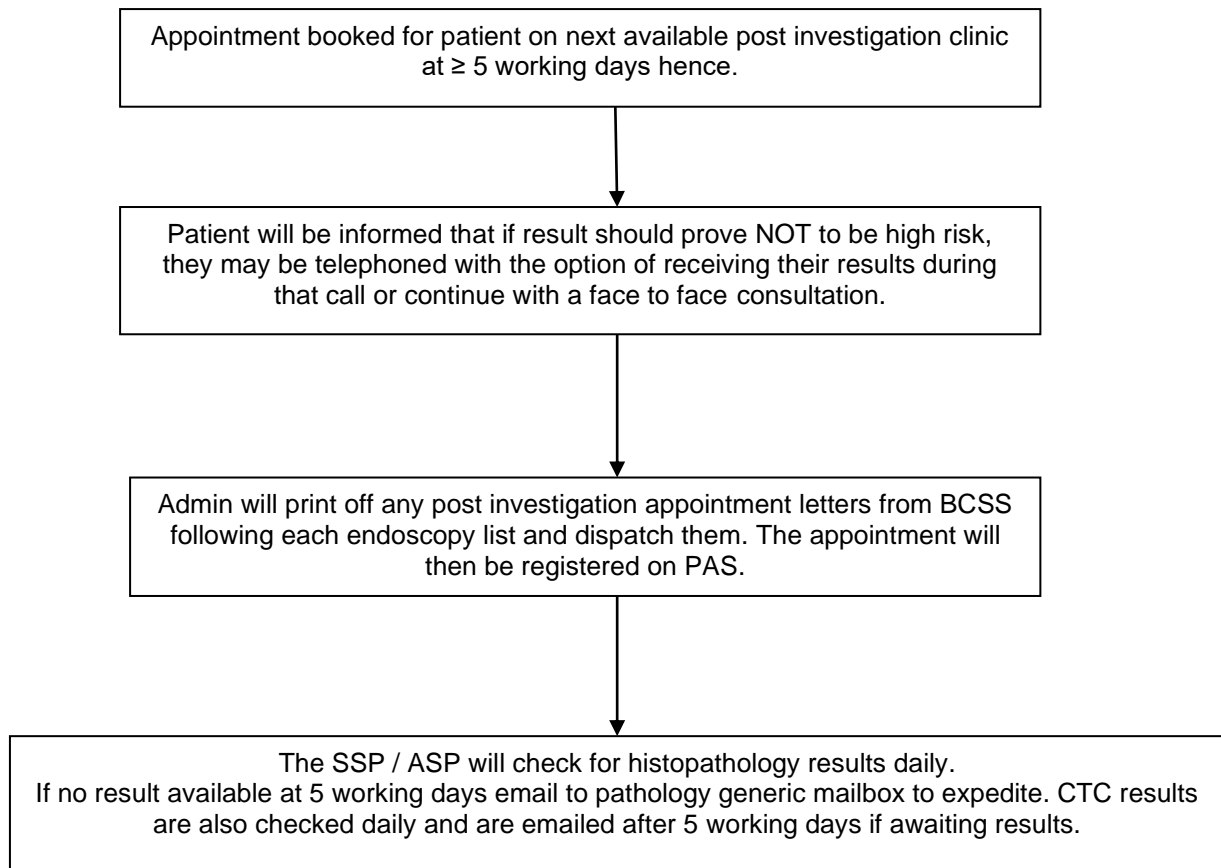 Appointment booked for patient on next available post investigation clinic
at ≥ 5 working days hence.
Patient will be informed that if result should prove NOT to be high risk,
they may be telephoned with the option of receiving their results during
that call or continue with a face to face consultation.
Admin will print off any post investigation appointment letters from BCSS
following each endoscopy list and dispatch them. The appointment will
then be registered on PAS.
The SSP / ASP will check for histopathology results daily.
If no result available at 5 working days email to pathology generic mailbox to expedite. CTC results
are also checked daily and are emailed after 5 working days if awaiting results.